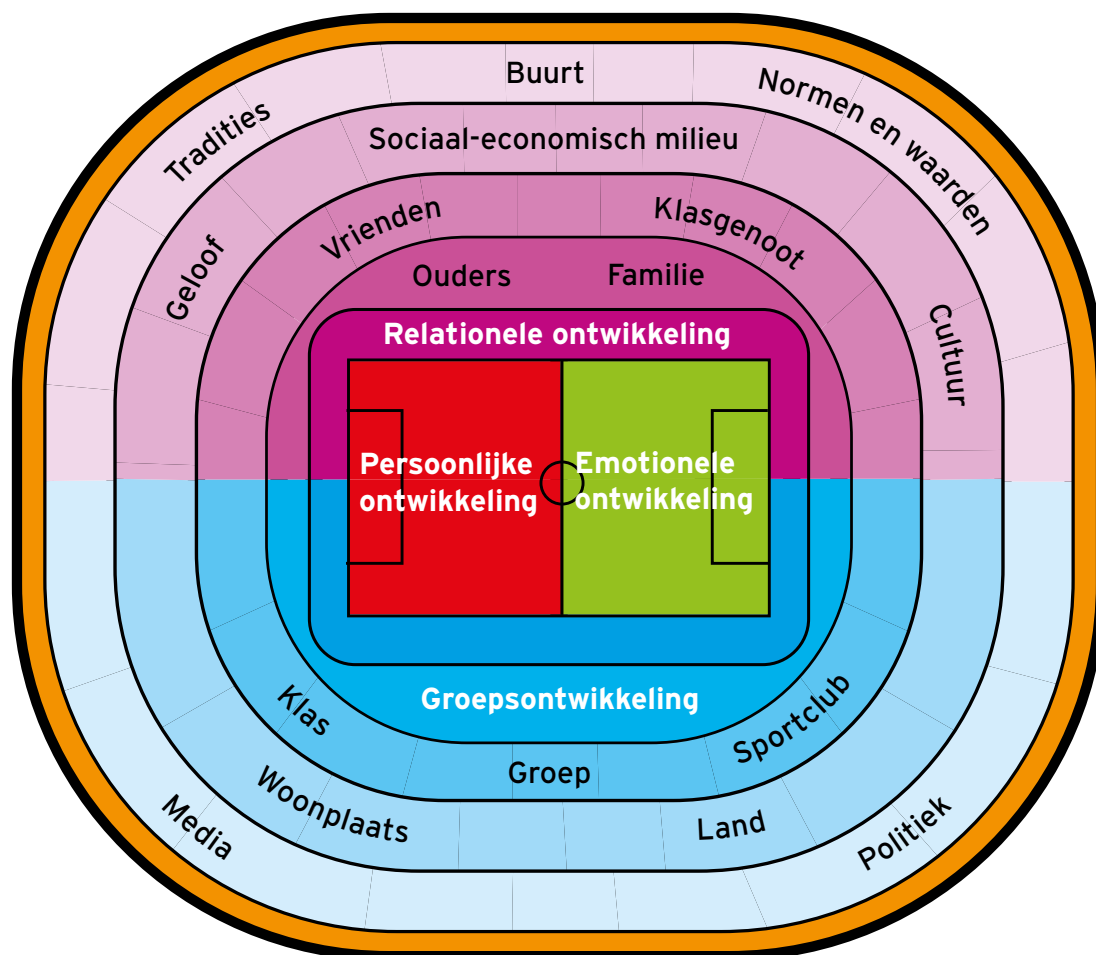 Buurt
Normen en waarden
Tradities
Sociaal-economisch milieu
Vrienden
Klasgenoot
Geloof
Ouders
Familie
Cultuur
Relationele ontwikkeling
Persoonlijke
ontwikkeling
Emotionele
ontwikkeling
Groepsontwikkeling
Klas
Sportclub
Groep
Woonplaats
Land
Media
Politiek